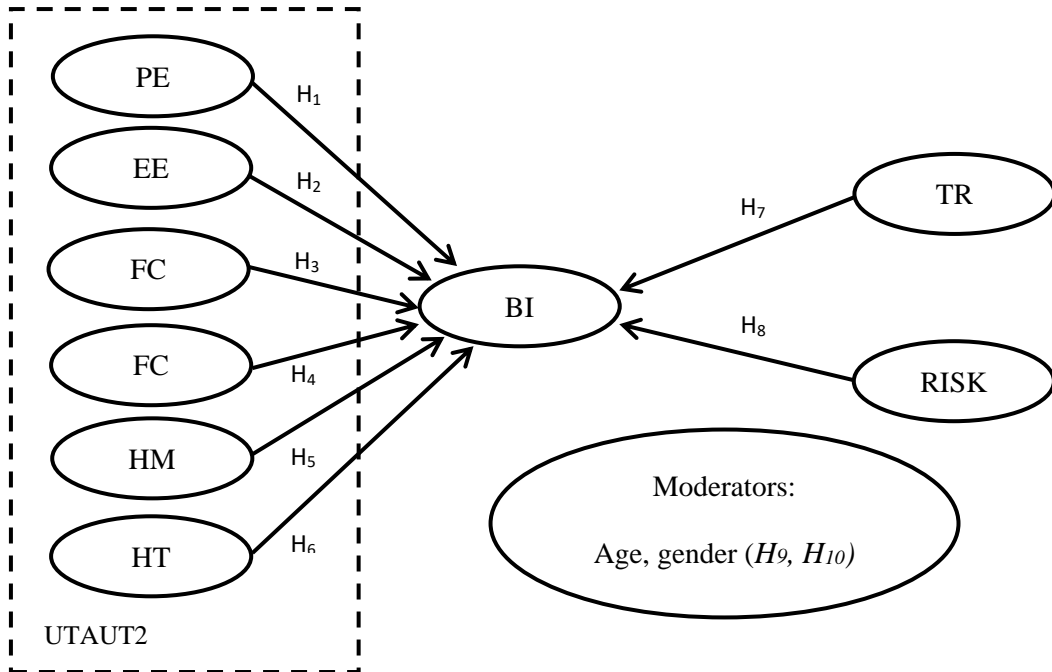 PE
H₁
EE
H₂
FC
H₃
FC
H₄
HM
H₅
HT
H₆
UTAUT2
BI
H₇
TR
H₈
RISK
Moderators:
Age, gender (H₉, H₁₀)